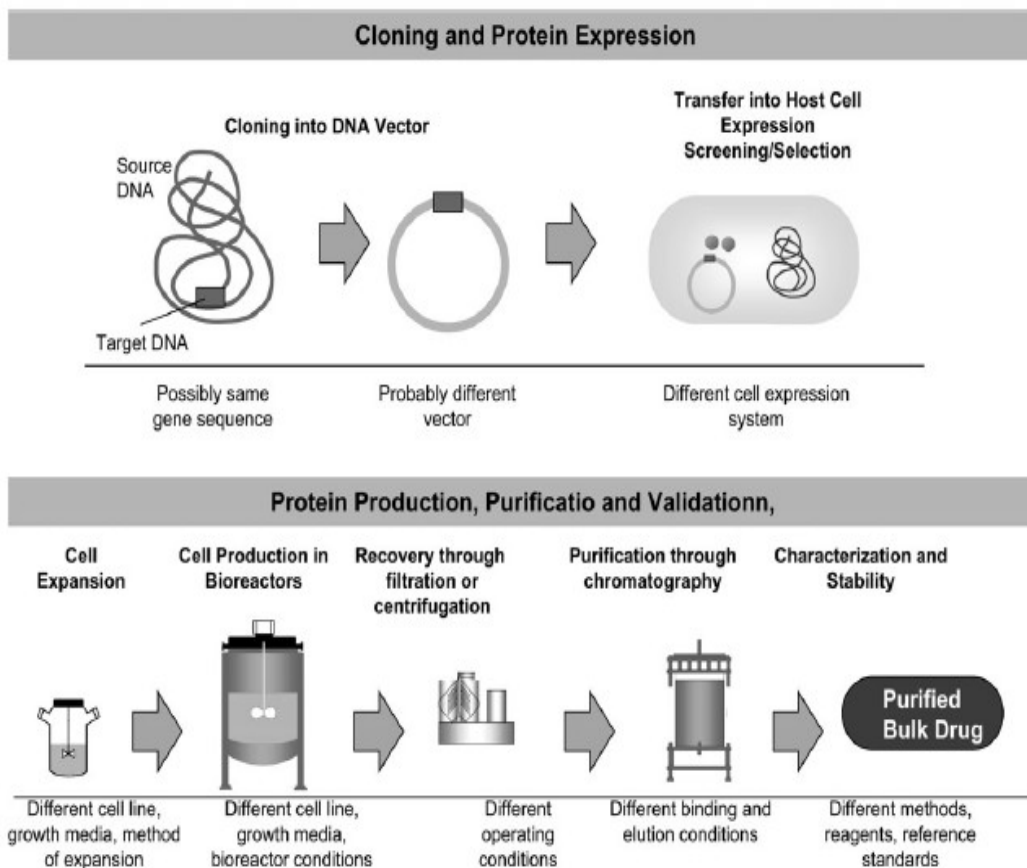 Cloning and Protein Expression
Cloning into DNA Vector
Transfer into Host Cell
Expression
Screening/Selection
Source
DNA
Target DNA
Possibly same
gene sequence
Probably different
vector
Different cell expression
system
Protein Production, Purificatio and Validationn,
Cell
Expansion
Cell Production in
Bioreactors
Recovery through
filtration or
centrifugation
Purification through
chromatography
Characterization and
Stability
Purified
Bulk Drug
Different cell line,
growth media, method
of expansion
Different cell line,
growth media,
bioreactor conditions
Different
operating
conditions
Different binding and
elution conditions
Different methods,
reagents, reference
standards